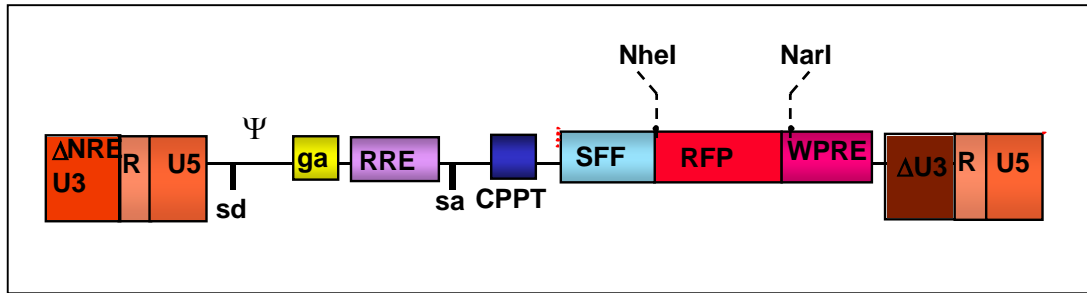 NheI NarI
Ψ
ΔNRE U3 R U5 ga RRE SFF RFP WPRE ΔU3 R U5
sd sa CPPT